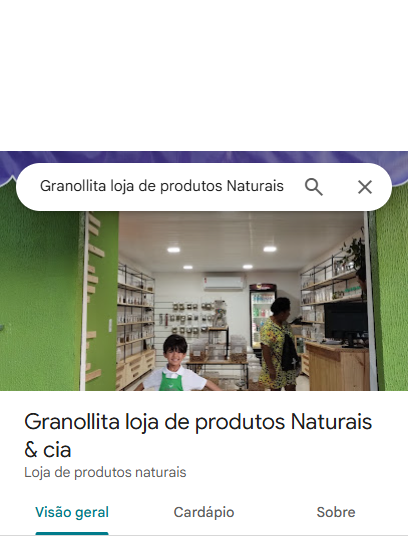 Granollita loja de produtos Naturais
Granollita loja de produtos Naturais
& cia
Loja de produtos naturais
Visão geral
Cardápio
Sobre